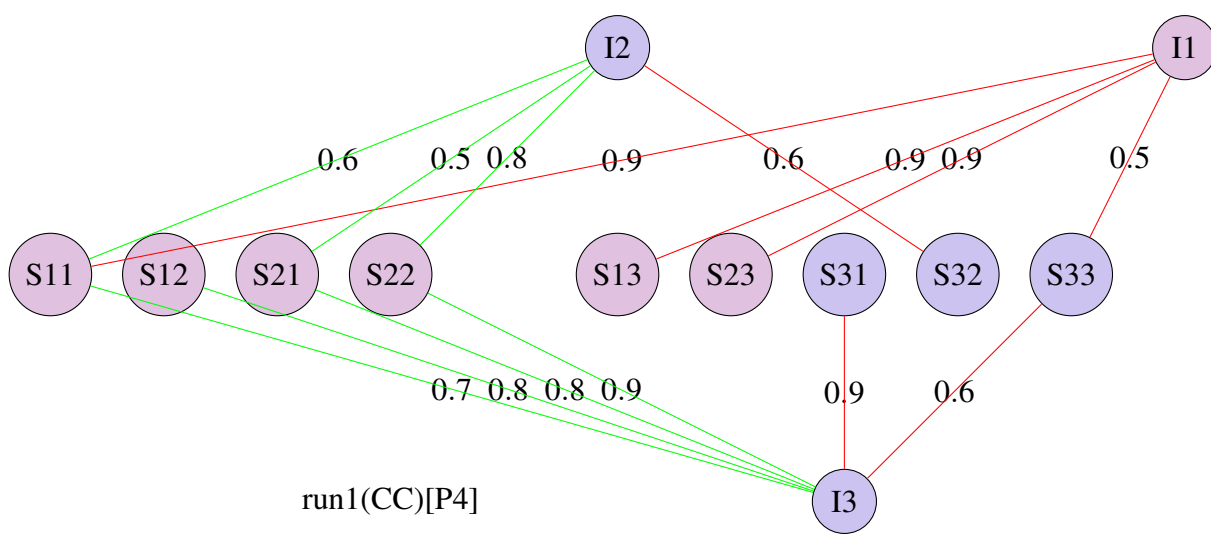 I2 I1
0.6 0.5 0.8 0.9 0.6 0.9 0.9 0.5
S11 S12 S21 S22 S13 S23 S31 S32 S33
0.7 0.8 0.8 0.9 0.9 0.6
run1(CC)[P4] I3